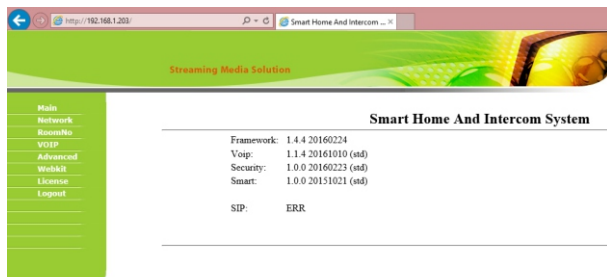 http://192.168.1.203/
Smart Home And Intercom ...
Streaming Media Solution
Main
Network
RoomNo
VOIP
Advanced
Webkit
License
Logout
Smart Home And Intercom System
Framework: 1.4.4 20160224
Voip: 1.1.4 20161010 (std)
Security: 1.0.0 20160223 (std)
Smart: 1.0.0 20151021 (std)
SIP: ERR